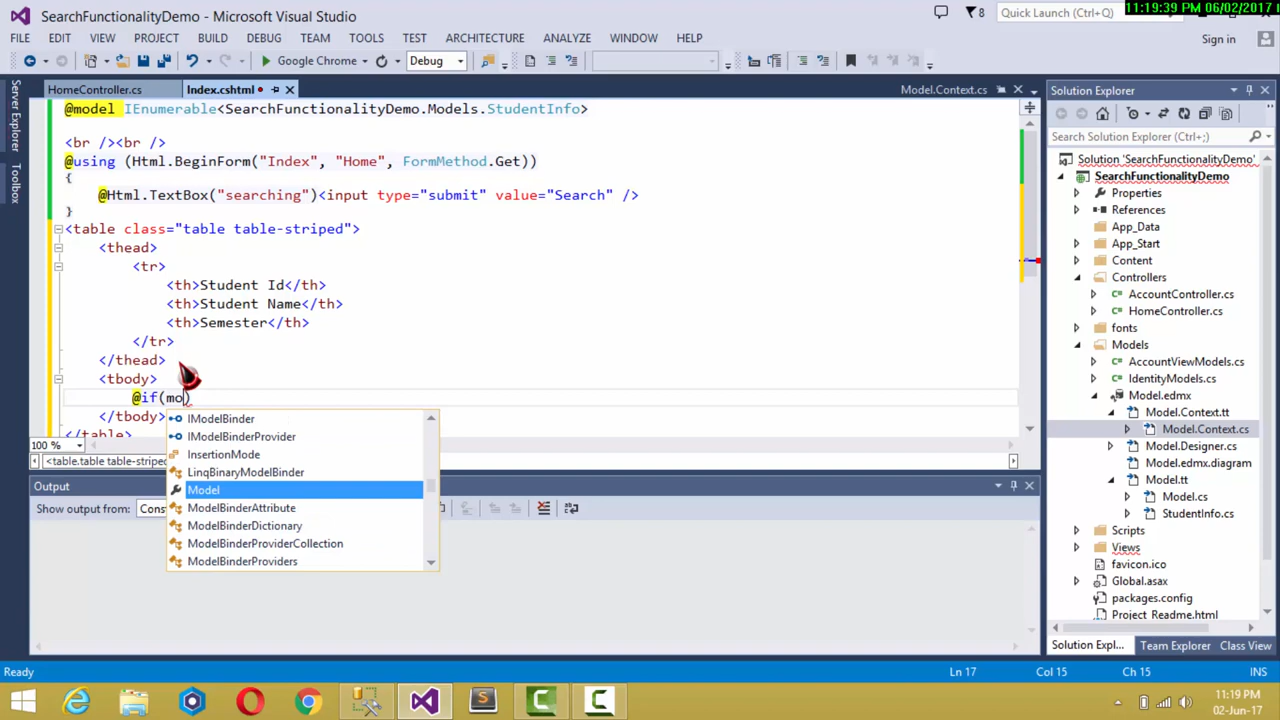 SearchFunctionalityDemo - Microsoft Visual Studio
8
Quick Launch (Ctrl+Q)
11:19:39 PM 06/02/2017
FILE EDIT VIEW PROJECT BUILD DEBUG TEAM TOOLS TEST ARCHITECTURE ANALYZE WINDOW HELP
Sign in
Google Chrome
Debug
Server Explorer
Toolbox
HomeController.cs
Index.cshtml
Model.Context.cs
@model IEnumerable<SearchFunctionalityDemo.Models.StudentInfo>
<br /><br />
@using (Html.BeginForm("Index", "Home", FormMethod.Get))
{
@Html.TextBox("searching")<input type="submit" value="Search" />
}
<table class="table table-striped">
<thead>
<tr>
<th>Student Id</th>
<th>Student Name</th>
<th>Semester</th>
</tr>
</thead>
<tbody>
@if(mo)
</tbody>
</table>
IModelBinder
IModelBinderProvider
InsertionMode
LinqBinaryModelBinder
Model
ModelBinderAttribute
ModelBinderDictionary
ModelBinderProviderCollection
ModelBinderProviders
100 %
<table.table table-striped
Output
Show output from:
Solution Explorer
Search Solution Explorer (Ctrl+;)
Solution 'SearchFunctionalityDemo'
SearchFunctionalityDemo
Properties
References
App_Data
App_Start
Content
Controllers
AccountController.cs
HomeController.cs
fonts
Models
AccountViewModels.cs
IdentityModels.cs
Model.edmx
Model.Context.tt
Model.Context.cs
Model.Designer.cs
Model.edmx.diagram
Model.tt
Model.cs
StudentInfo.cs
Scripts
Views
favicon.ico
Global.asax
packages.config
Project_Readme.html
Solution Expl...
Team Explorer
Class View
Ready
Ln 17
Col 15
Ch 15
INS
11:19 PM
02-Jun-17